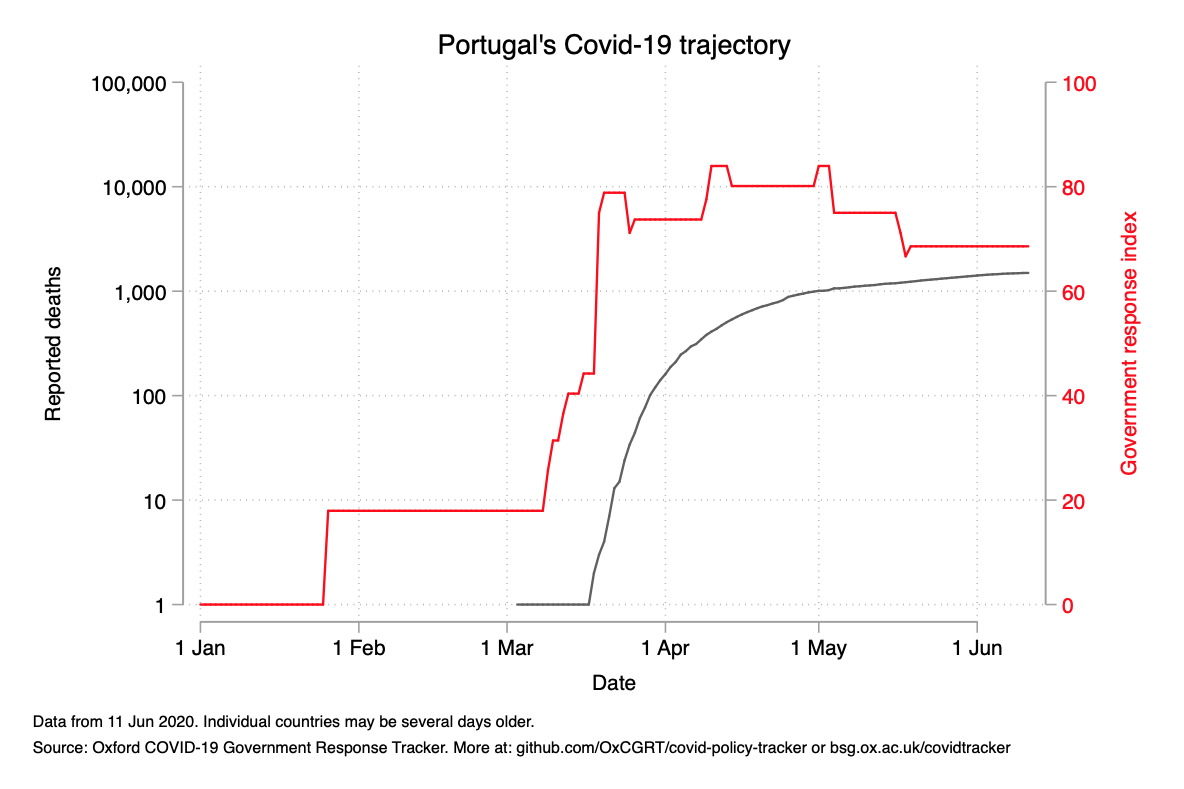 Portugal's Covid-19 trajectory
100,000
10,000
1,000
100
10
1
Reported deaths
100
80
60
40
20
0
Government response index
1 Jan
1 Feb
1 Mar
1 Apr
1 May
1 Jun
Date
Data from 11 Jun 2020. Individual countries may be several days older.
Source: Oxford COVID-19 Government Response Tracker. More at: github.com/OxCGRT/covid-policy-tracker or bsg.ox.ac.uk/covidtracker